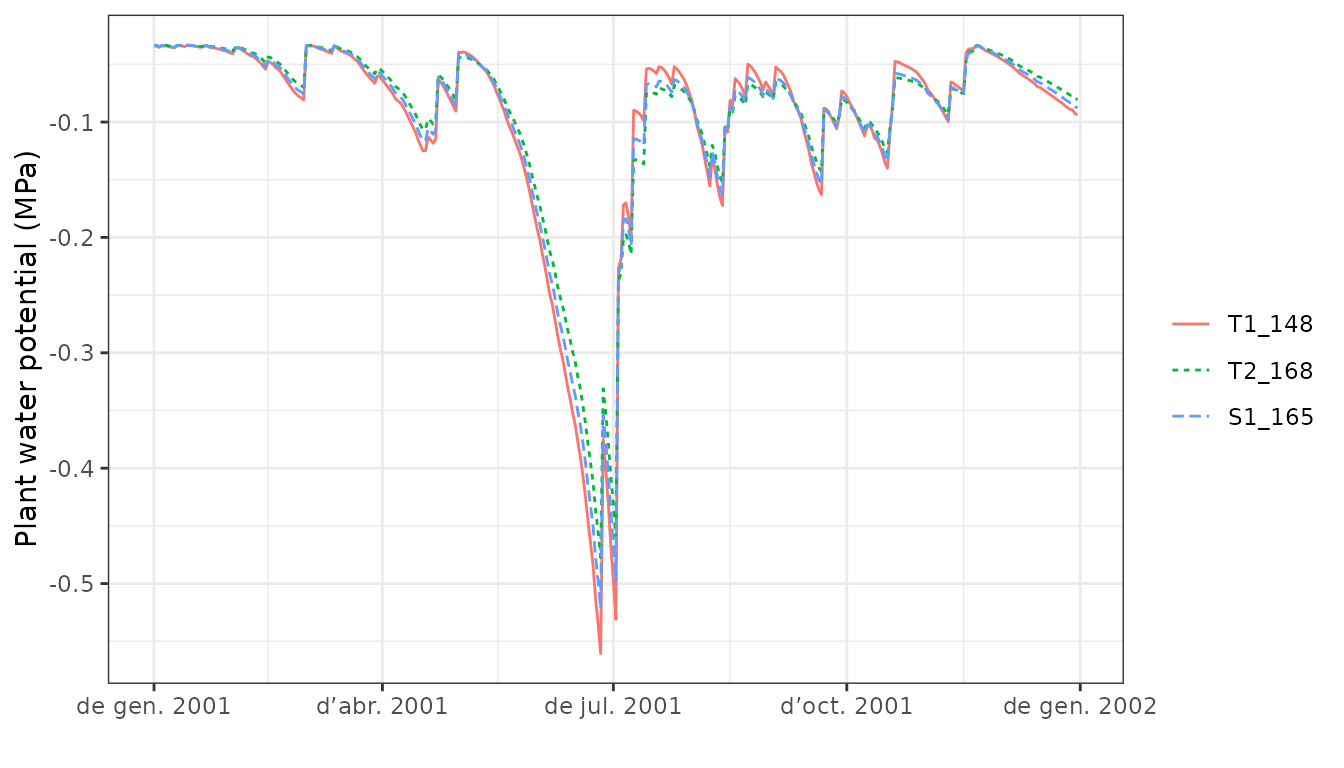 Plant water potential (MPa)
-0.1
-0.2
-0.3
-0.4
-0.5
de gen. 2001
d’abr. 2001
de jul. 2001
d’oct. 2001
de gen. 2002
T1_148
T2_168
S1_165